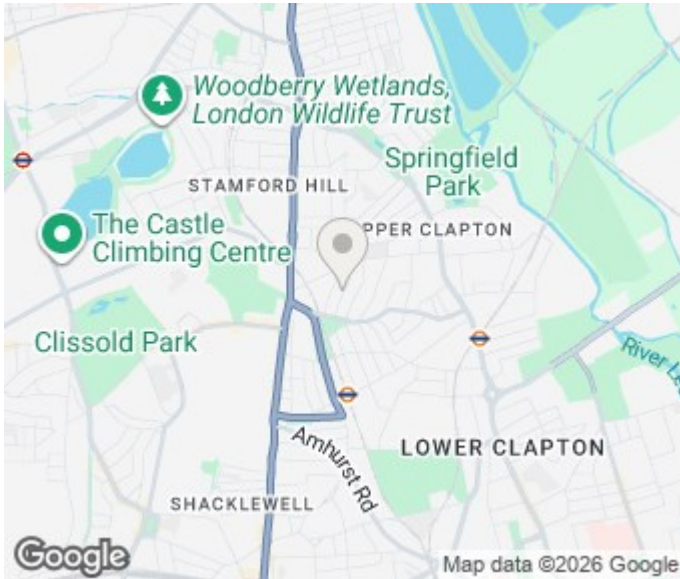 Woodberry Wetlands,
London Wildlife Trust
Springfield
Park
STAMFORD HILL
PPER CLAPTON
The Castle
Climbing Centre
Clissold Park
River Le
Amhurst Rd
LOWER CLAPTON
SHACKLEWELL
Google
Map data ©2026 Google